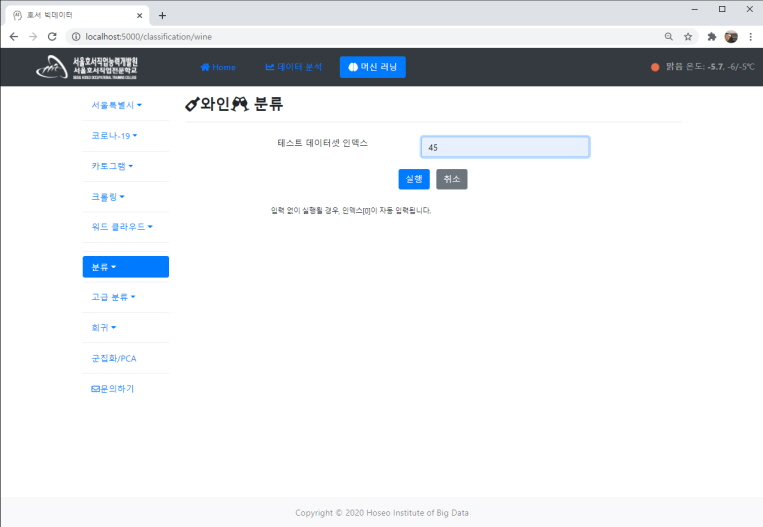 호서 빅데이터
localhost:5000/classification/wine
서울호서직업능력개발원
서울호서직업전문학교
Home
데이터 분석
머신 러닝
맑음 온도: -5.7, -6/-5℃
서울특별시
코로나-19
카토그램
크롤링
워드 클라우드
분류
고급 분류
회귀
군집화/PCA
문의하기
와인 분류
테스트 데이터셋 인덱스
45
실행 취소
입력 없이 실행될 경우, 인덱스[0]이 자동 입력됩니다.
Copyright © 2020 Hoseo Institute of Big Data